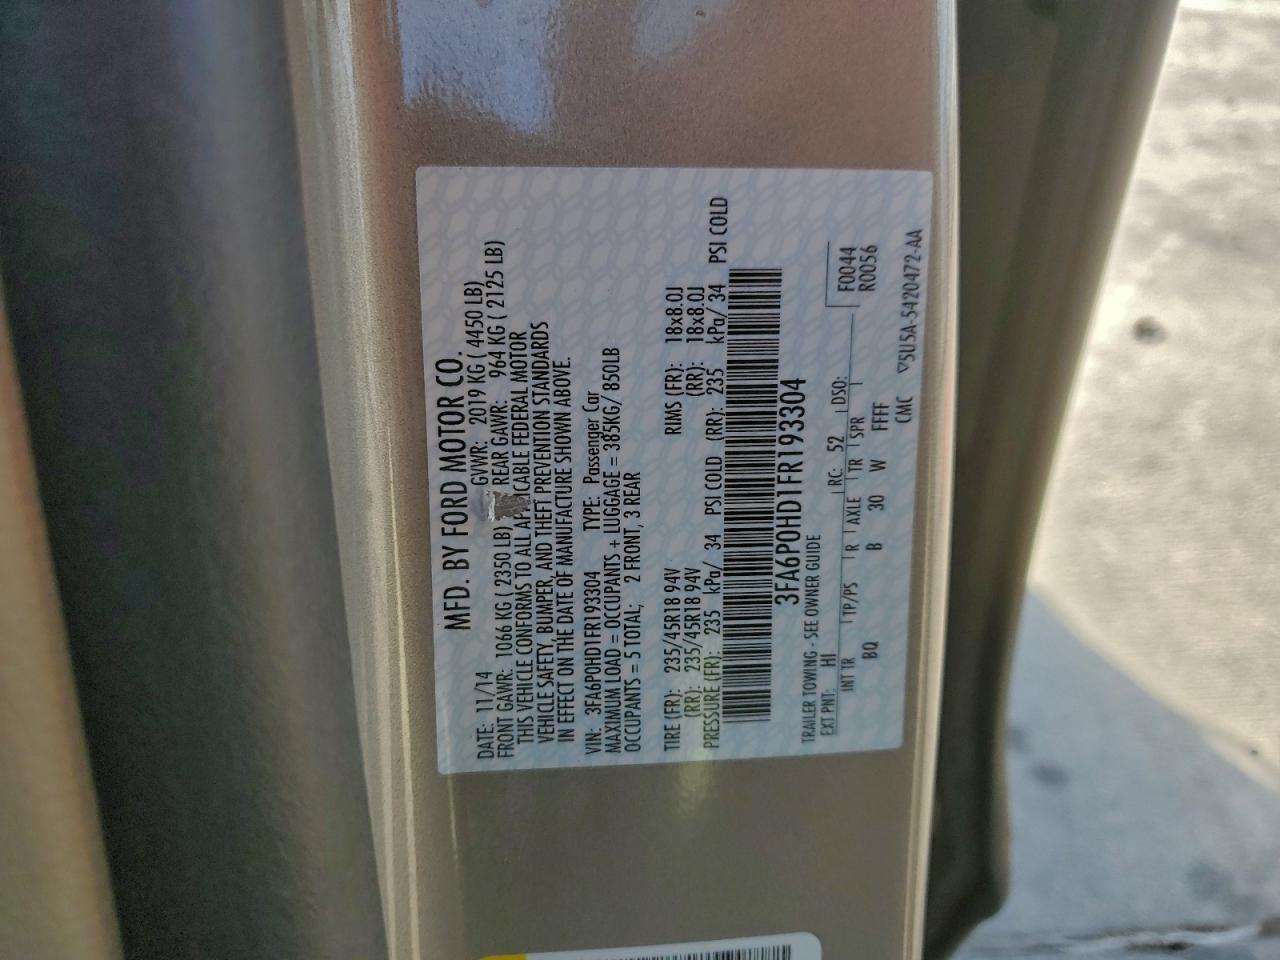 MFD. BY FORD MOTOR CO.
DATE: 11/14 GVWR: 2019 KG ( 4450 LB)
FRONT GAWR: 1066 KG ( 2350 LB) REAR GAWR: 964 KG ( 2125 LB)
THIS VEHICLE CONFORMS TO ALL APPLICABLE FEDERAL MOTOR
VEHICLE SAFETY, BUMPER, AND THEFT PREVENTION STANDARDS
IN EFFECT ON THE DATE OF MANUFACTURE SHOWN ABOVE.
VIN: 3FA6P0HD1FR193304 TYPE: Passenger Car
MAXIMUM LOAD = OCCUPANTS + LUGGAGE = 385KG/ 850LB
OCCUPANTS = 5 TOTAL; 2 FRONT, 3 REAR
TIRE (FR): 235/45R18 94V RIMS (FR): 18x8.0J
(RR): 235/45R18 94V (RR): 18x8.0J
PRESSURE (FR): 235 kPa/ 34 PSI COLD (RR): 235 kPa/ 34 PSI COLD
3FA6P0HD1FR193304
TRAILER TOWING - SEE OWNER GUIDE
EXT PNT: HI RC: 52 DSO: F0044
INT TR TP/PS R AXLE TR SPR R0056
BQ B 30 W FFFF
CMC ▽5U5A-5420472-AA